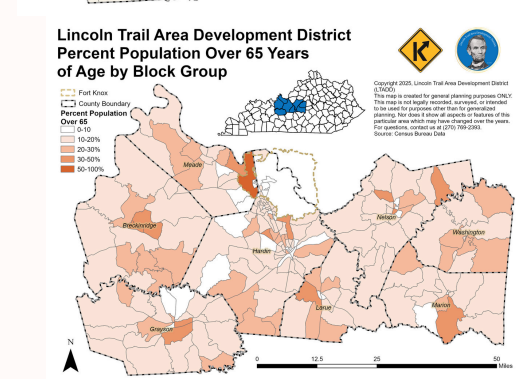 Lincoln Trail Area Development District
Percent Population Over 65 Years
of Age by Block Group
K
Copyright 2025, Lincoln Trail Area Development District
(LTADD)
This map is created for general planning purposes ONLY.
This map is not legally recorded, surveyed, or intended
to be used for purposes other than for generalized
planning. Nor does it show all aspects or features of this
particular area which may have changed over the years.
For questions, contact us at (270) 769-2393.
Source: Census Bureau Data
Fort Knox
County Boundary
Percent Population
Over 65
0-10
10-20%
20-30%
30-50%
50-100%
Meade
Breckinridge
Hardin
Nelson
Washington
Larue
Marion
Grayson
N
0 12.5 25 50
Miles